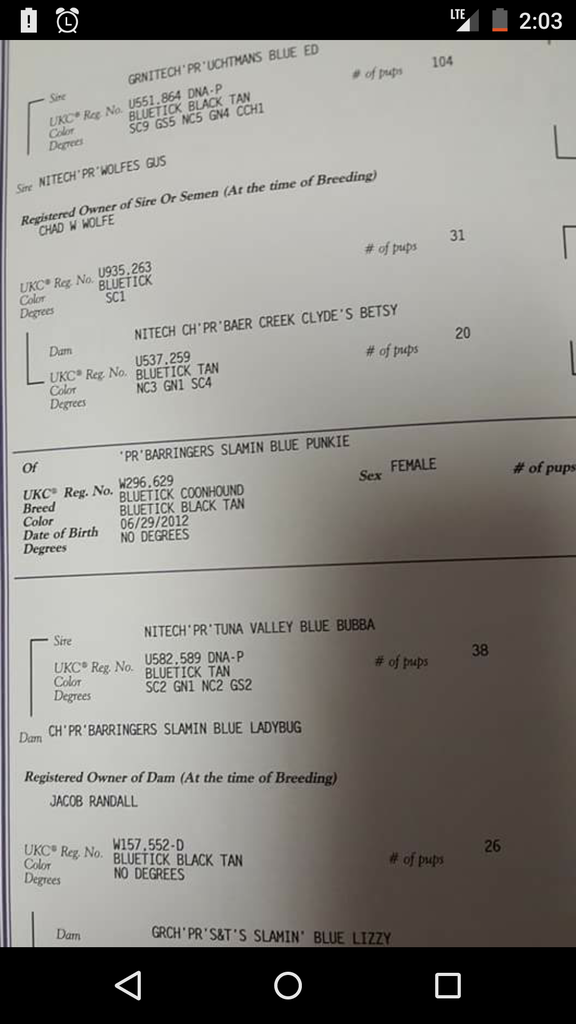 LTE 2:03
GRNITECH'PR'UCHTMANS BLUE ED
Sire # of pups 104
UKC® Reg. No. U551,864 DNA-P
Color BLUETICK BLACK TAN
Degrees SC9 GS5 NC5 GN4 CCH1
Sire NITECH'PR'WOLFES GUS
Registered Owner of Sire Or Semen (At the time of Breeding)
CHAD W WOLFE
# of pups 31
UKC® Reg. No. U935,263
Color BLUETICK
Degrees SC1
Dam NITECH CH'PR'BAER CREEK CLYDE'S BETSY
# of pups 20
UKC® Reg. No. U537,259
Color BLUETICK TAN
Degrees NC3 GN1 SC4
Of 'PR'BARRINGERS SLAMIN BLUE PUNKIE
Sex FEMALE # of pups
UKC® Reg. No. W296,629
Breed BLUETICK COONHOUND
Color BLUETICK BLACK TAN
Date of Birth 06/29/2012
Degrees NO DEGREES
Sire NITECH'PR'TUNA VALLEY BLUE BUBBA
# of pups 38
UKC® Reg. No. U582,589 DNA-P
Color BLUETICK TAN
Degrees SC2 GN1 NC2 GS2
Dam CH'PR'BARRINGERS SLAMIN BLUE LADYBUG
Registered Owner of Dam (At the time of Breeding)
JACOB RANDALL
# of pups 26
UKC® Reg. No. W157,552-D
Color BLUETICK BLACK TAN
Degrees NO DEGREES
Dam GRCH'PR'S&T'S SLAMIN' BLUE LIZZY